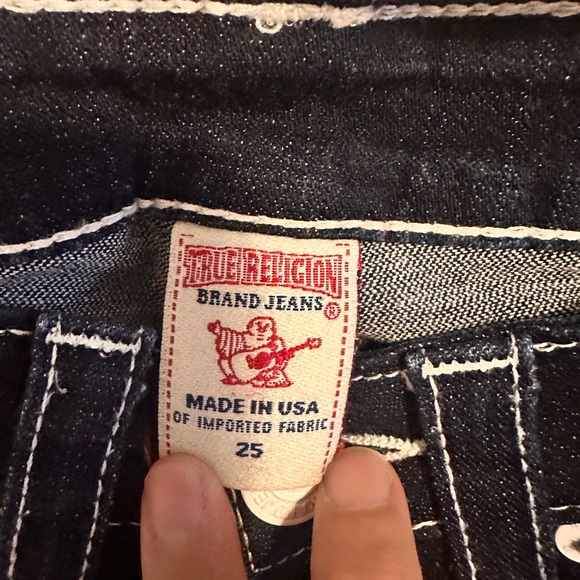 TRUE RELIGION
BRAND JEANS ®
MADE IN USA
OF IMPORTED FABRIC
25